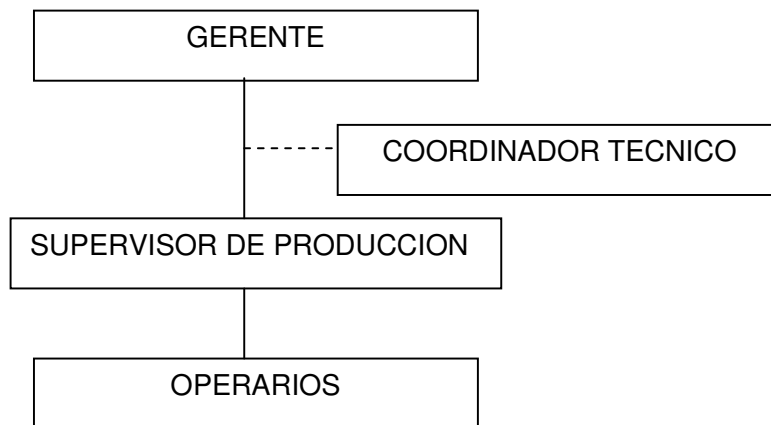 GERENTE
COORDINADOR TECNICO
SUPERVISOR DE PRODUCCION
OPERARIOS